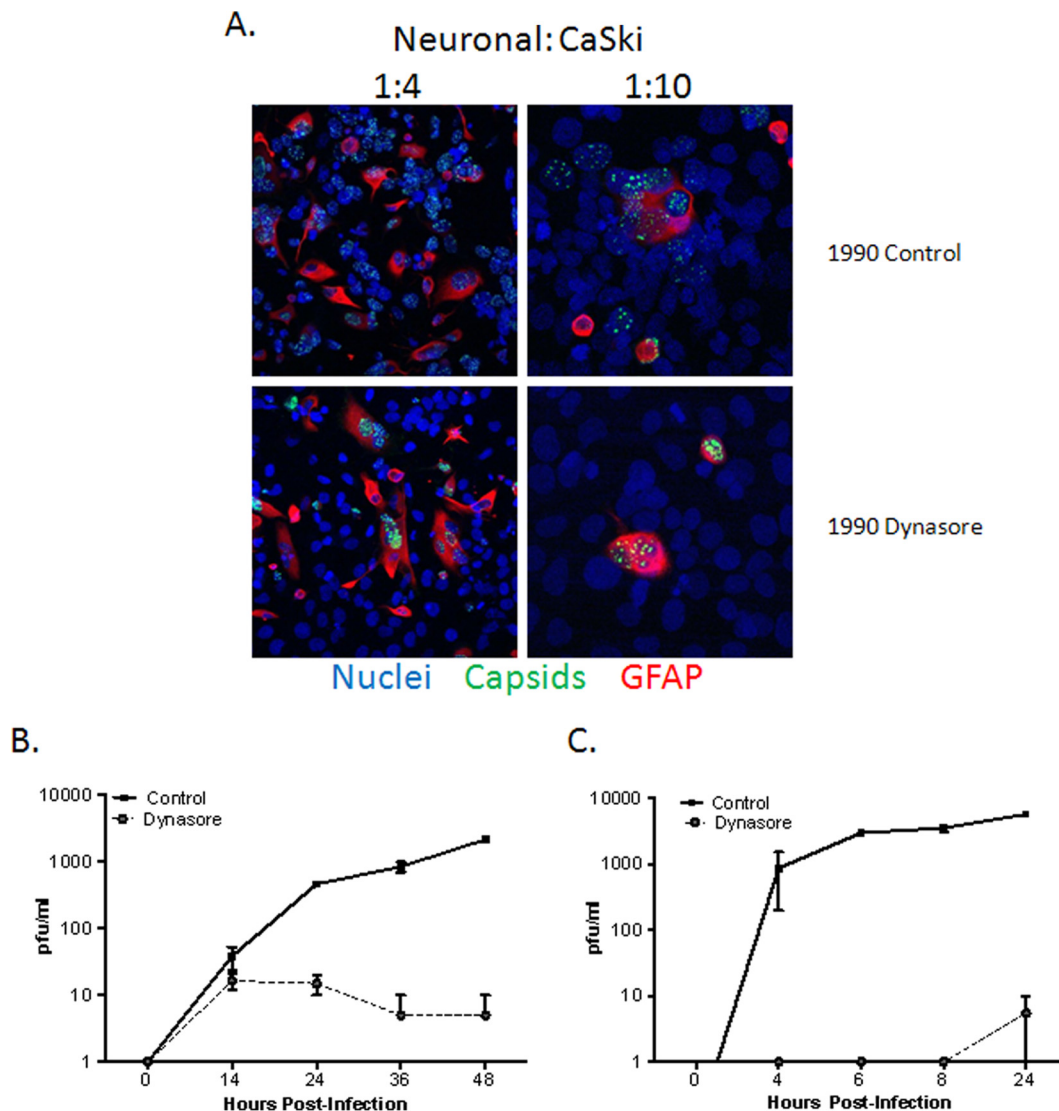 A.
Neuronal:CaSki
1:4 1:10
1990 Control
1990 Dynasore
Nuclei Capsids GFAP
B.
Control
Dynasore
pfu/ml
10000
1000
100
10
1
0 14 24 36 48
Hours Post-Infection
C.
Control
Dynasore
pfu/ml
10000
1000
100
10
1
0 4 6 8 24
Hours Post-Infection